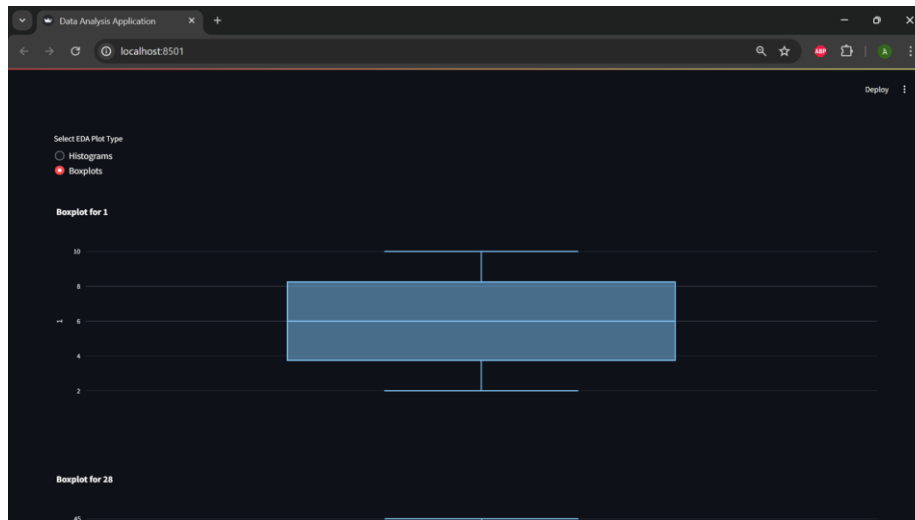 Data Analysis Application
localhost:8501
ABP
A
Deploy
Select EDA Plot Type
Histograms
Boxplots
Boxplot for 1
10
8
1
6
4
2
Boxplot for 28
45